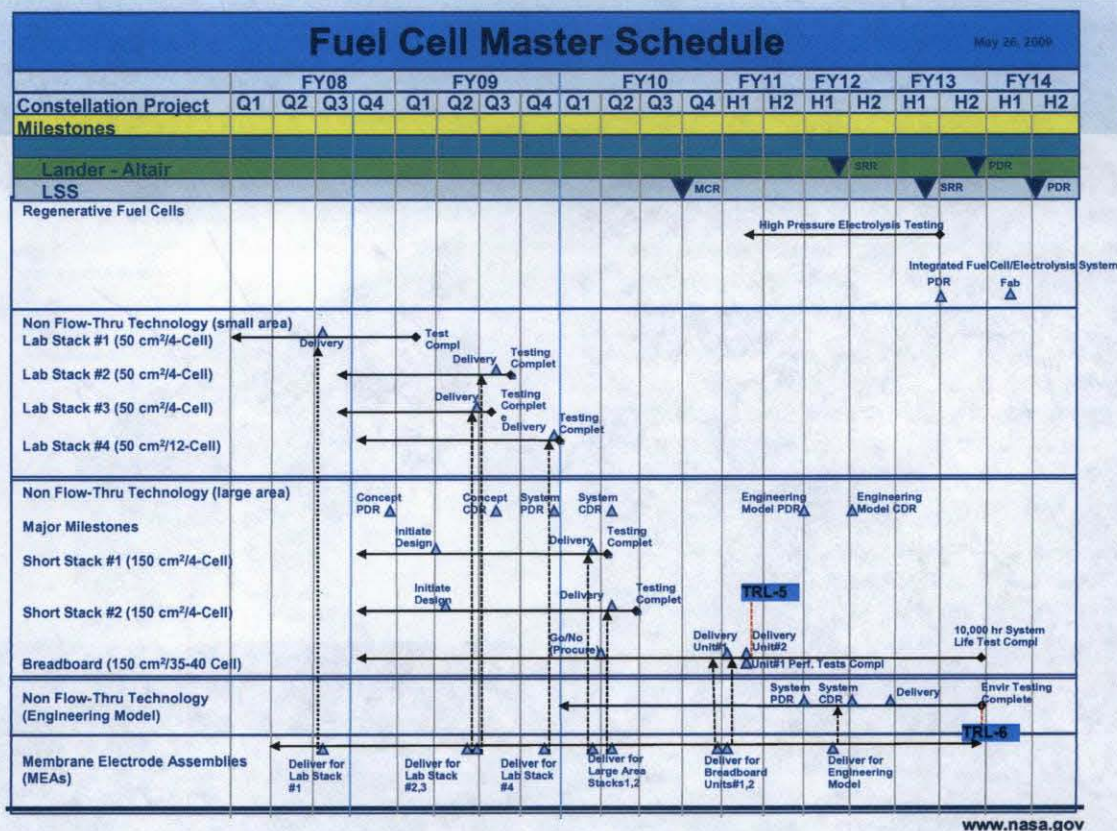 Fuel Cell Master Schedule
May 26, 2009
FY08 FY09 FY10 FY11 FY12 FY13 FY14
Constellation Project Q1 Q2 Q3 Q4 Q1 Q2 Q3 Q4 Q1 Q2 Q3 Q4 H1 H2 H1 H2 H1 H2 H1 H2
Milestones
Lander - Altair SRR PDR
LSS MCR SRR PDR
Regenerative Fuel Cells
High Pressure Electrolysis Testing
Integrated FuelCell/Electrolysis System
PDR Fab
Non Flow-Thru Technology (small area)
Lab Stack #1 (50 cm²/4-Cell) Delivery Test
Compl
Lab Stack #2 (50 cm²/4-Cell) Delivery Testing
Complet
Lab Stack #3 (50 cm²/4-Cell) Delivery Testing
Complet
e
Lab Stack #4 (50 cm²/12-Cell) Delivery Testing
Complet
Non Flow-Thru Technology (large area)
Major Milestones
Concept
PDR
Concept
CDR
System
PDR
System
CDR
Engineering
Model PDR
Engineering
Model CDR
Short Stack #1 (150 cm²/4-Cell)
Initiate
Design
Delivery
Testing
Complet
Short Stack #2 (150 cm²/4-Cell)
Initiate
Design
Delivery
Testing
Complet
TRL-5
Breadboard (150 cm²/35-40 Cell)
Go/No
(Procure)
Delivery
Unit#1
Delivery
Unit#2
Unit#1 Perf. Tests Compl
10,000 hr System
Life Test Compl
Non Flow-Thru Technology
(Engineering Model)
System
PDR
System
CDR
Delivery
Envir Testing
Complete
TRL-6
Membrane Electrode Assemblies
(MEAs)
Deliver for
Lab Stack
#1
Deliver for
Lab Stack
#2,3
Deliver for
Lab Stack
#4
Deliver for
Large Area
Stacks1,2
Deliver for
Breadboard
Units#1,2
Deliver for
Engineering
Model
www.nasa.gov